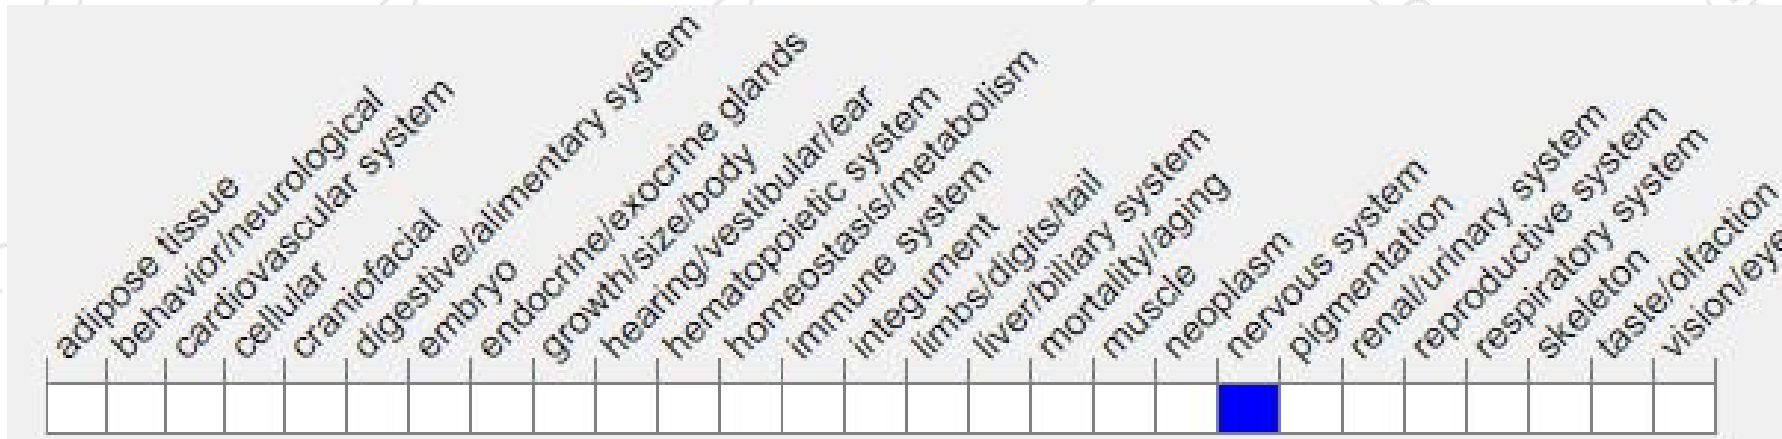 adipose tissue
behavior/neurological
cardiovascular system
cellular
craniofacial
digestive/alimentary system
embryo
endocrine/exocrine glands
growth/size/body
hearing/vestibular/ear
hematopoietic system
homeostasis/metabolism
immune system
integument
limbs/digits/tail
liver/biliary system
mortality/aging
muscle
neoplasm
nervous system
pigmentation
renal/urinary system
reproductive system
respiratory system
skeleton
taste/olfaction
vision/eye